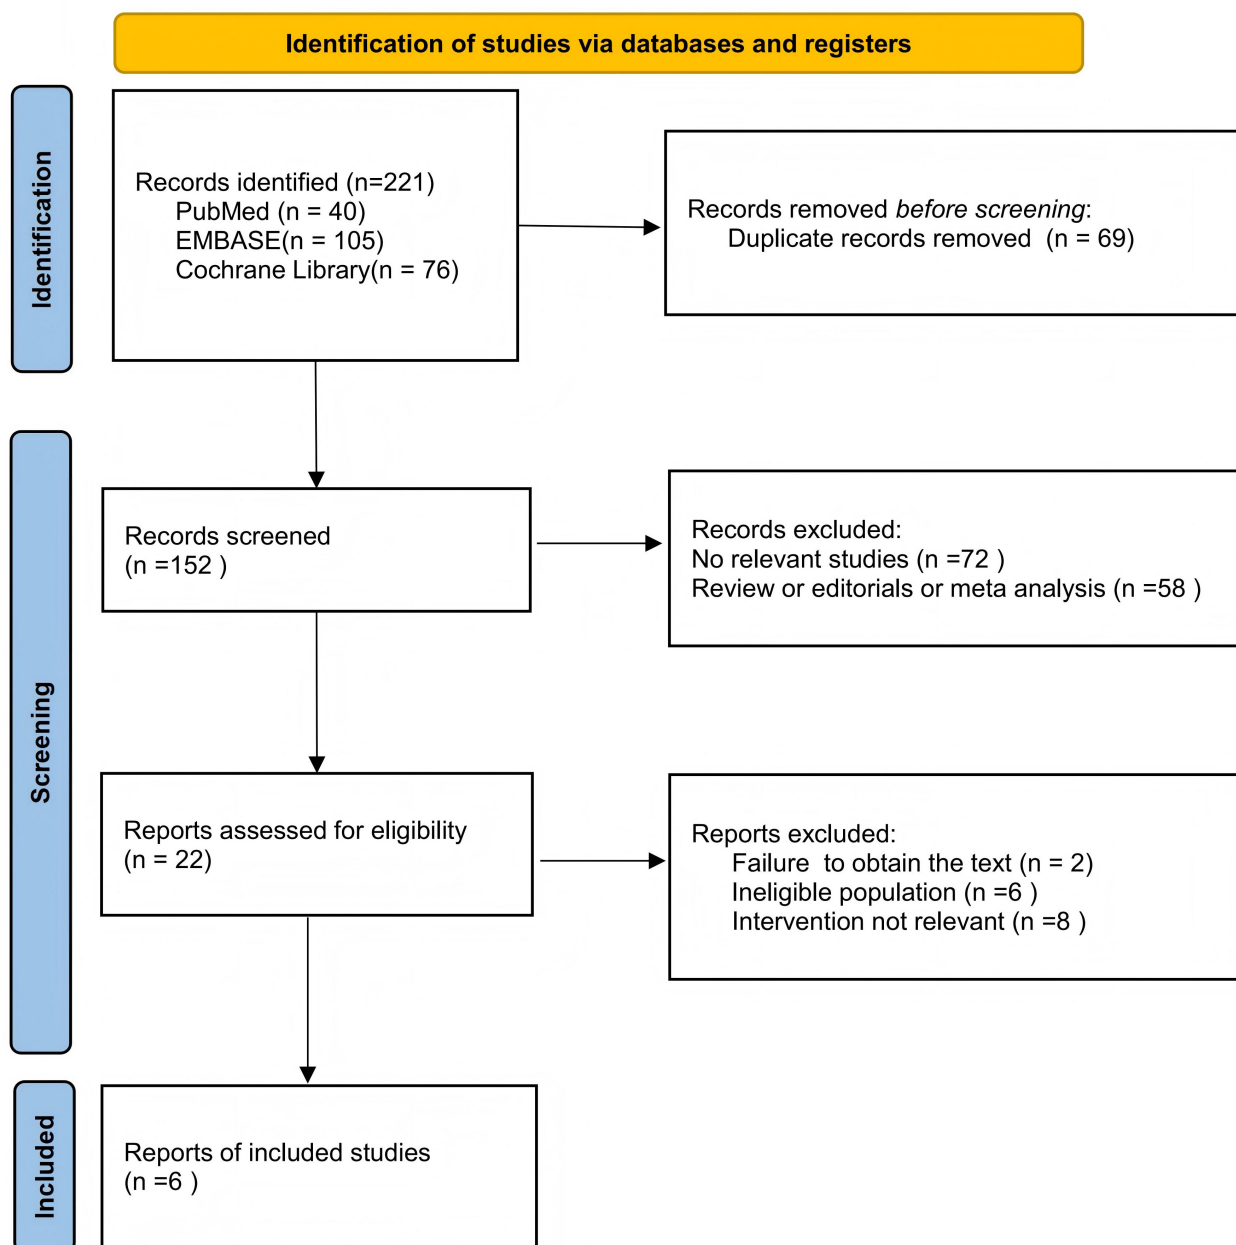 Identification of studies via databases and registers
Identification
Records identified (n=221)
PubMed (n = 40)
EMBASE(n = 105)
Cochrane Library(n = 76)
Records removed before screening:
Duplicate records removed  (n = 69)
Screening
Records screened
(n =152 )
Records excluded:
No relevant studies (n =72 )
Review or editorials or meta analysis (n =58 )
Reports assessed for eligibility
(n = 22)
Reports excluded:
Failure  to obtain the text (n = 2)
Ineligible population (n =6 )
Intervention not relevant (n =8 )
Included
Reports of included studies
(n =6 )